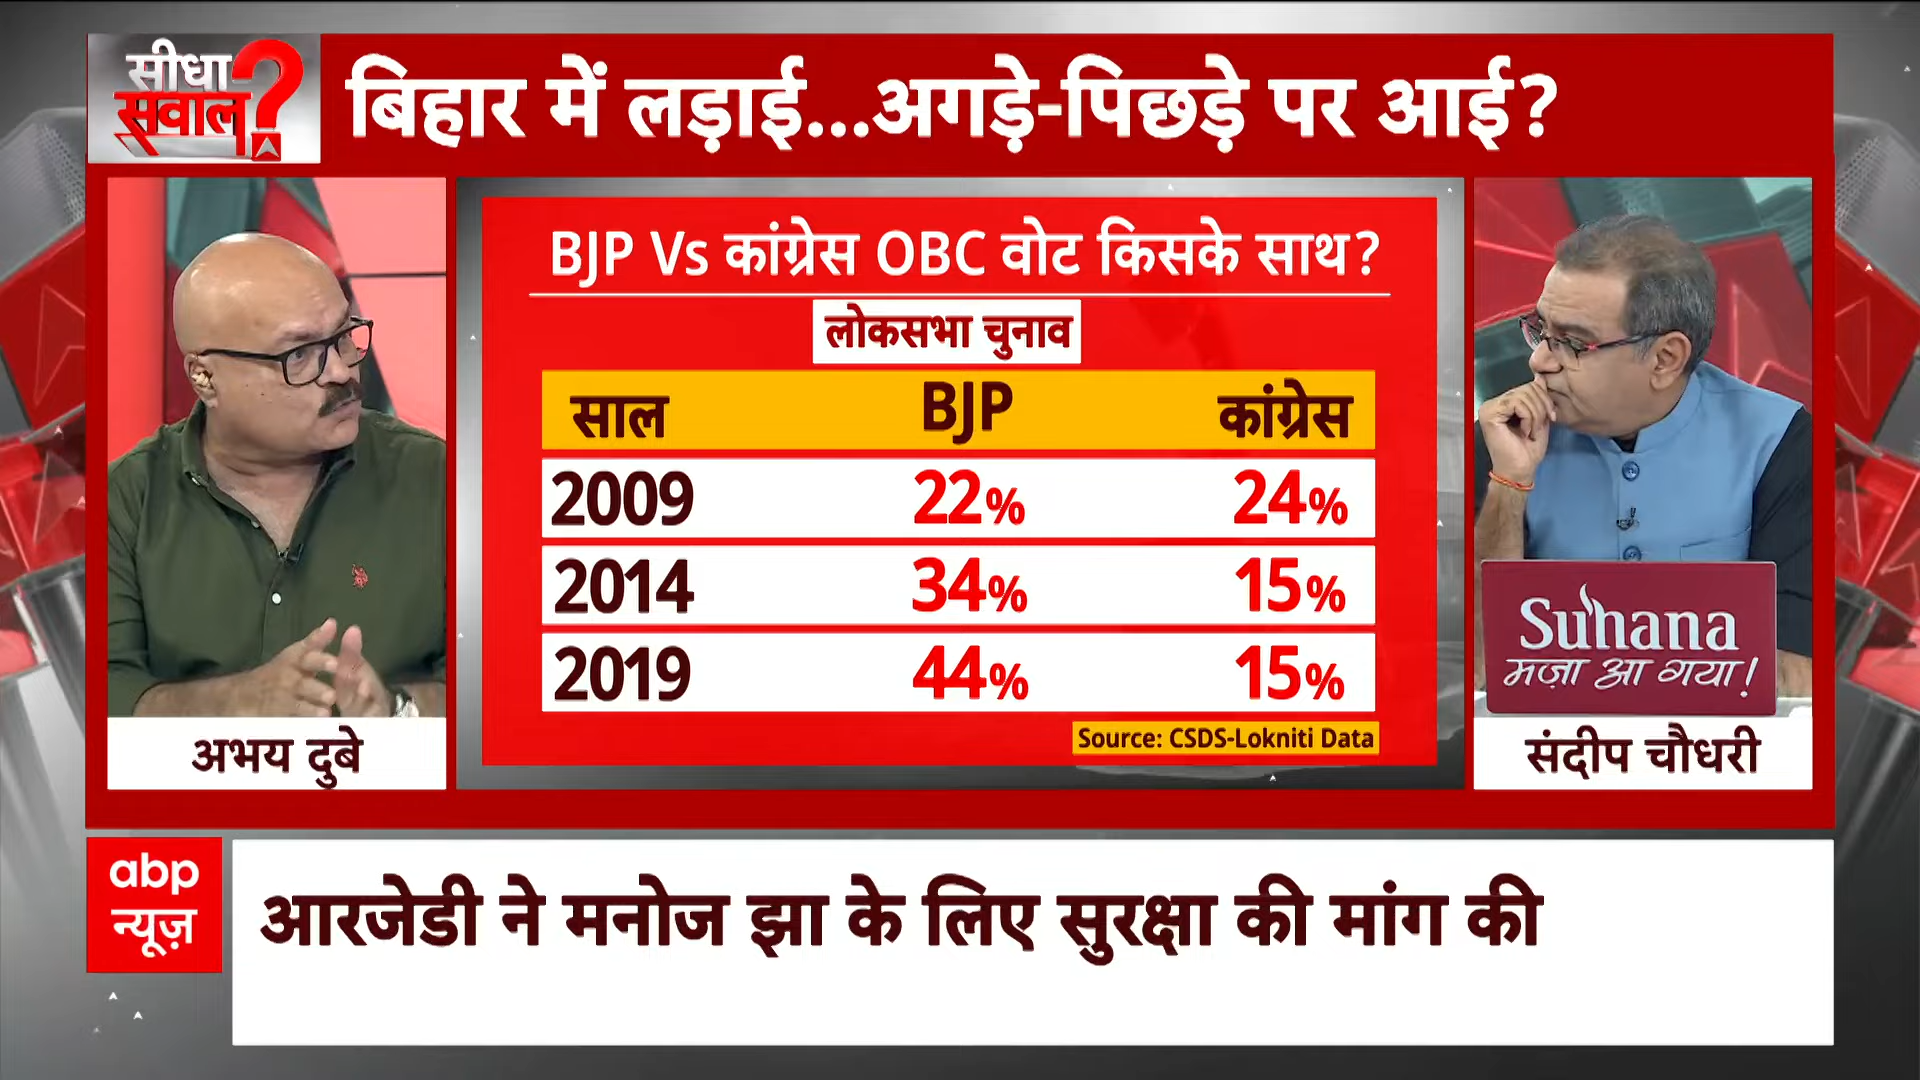 सीधा
सवाल?
बिहार में लड़ाई...अगड़े-पिछड़े पर आई?
BJP Vs कांग्रेस OBC वोट किसके साथ?
लोकसभा चुनाव
साल BJP कांग्रेस
2009 22% 24%
2014 34% 15%
2019 44% 15%
Source: CSDS-Lokniti Data
Suhana
मज़ा आ गया!
अभय दुबे
संदीप चौधरी
abp
न्यूज़
आरजेडी ने मनोज झा के लिए सुरक्षा की मांग की